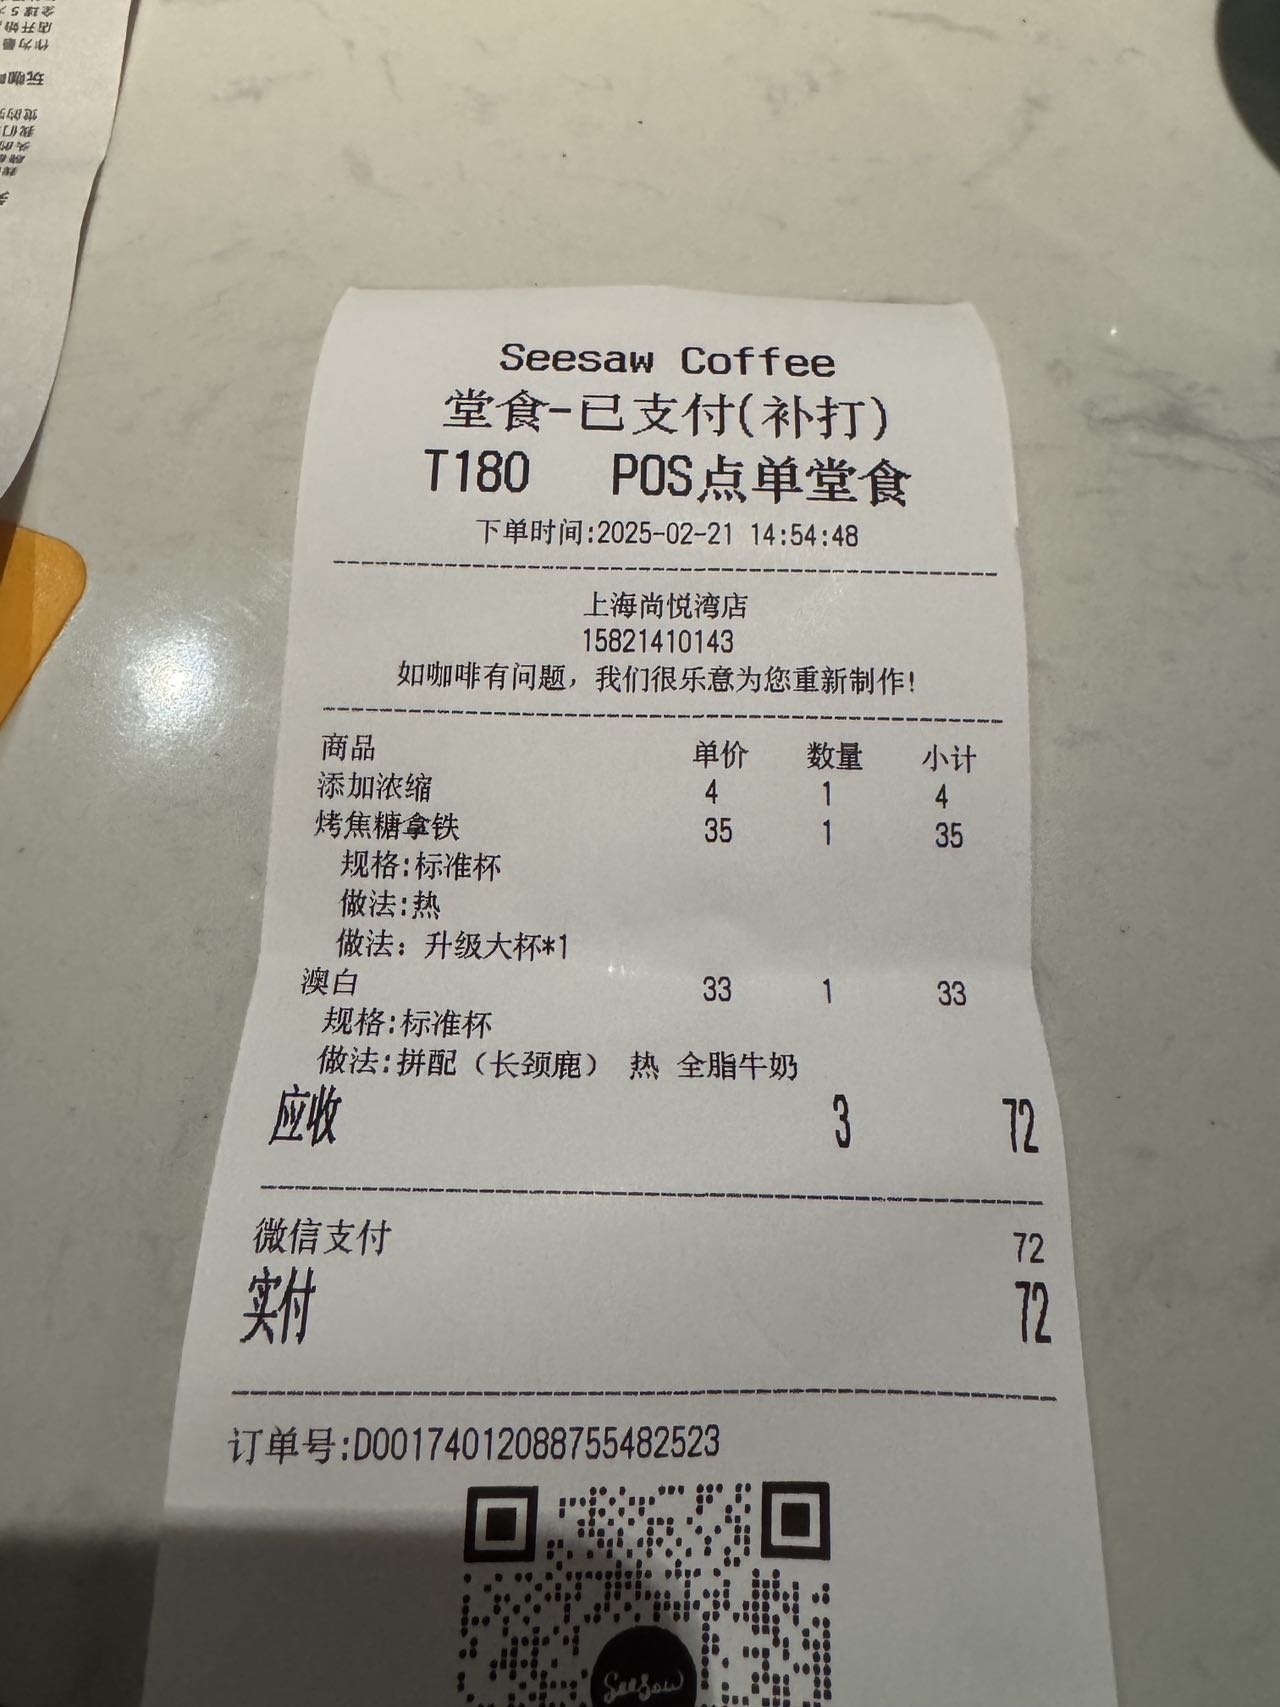 Seesaw Coffee
堂食-已支付(补打)
T180 POS点单堂食
下单时间:2025-02-21 14:54:48
上海尚悦湾店
15821410143
如咖啡有问题，我们很乐意为您重新制作!
商品 单价 数量 小计
添加浓缩 4 1 4
烤焦糖拿铁 35 1 35
规格:标准杯
做法:热
做法：升级大杯*1
澳白 33 1 33
规格:标准杯
做法:拼配（长颈鹿） 热 全脂牛奶
应收 3 72
微信支付 72
实付 72
订单号:D001740120887554825​23
SeeSaw